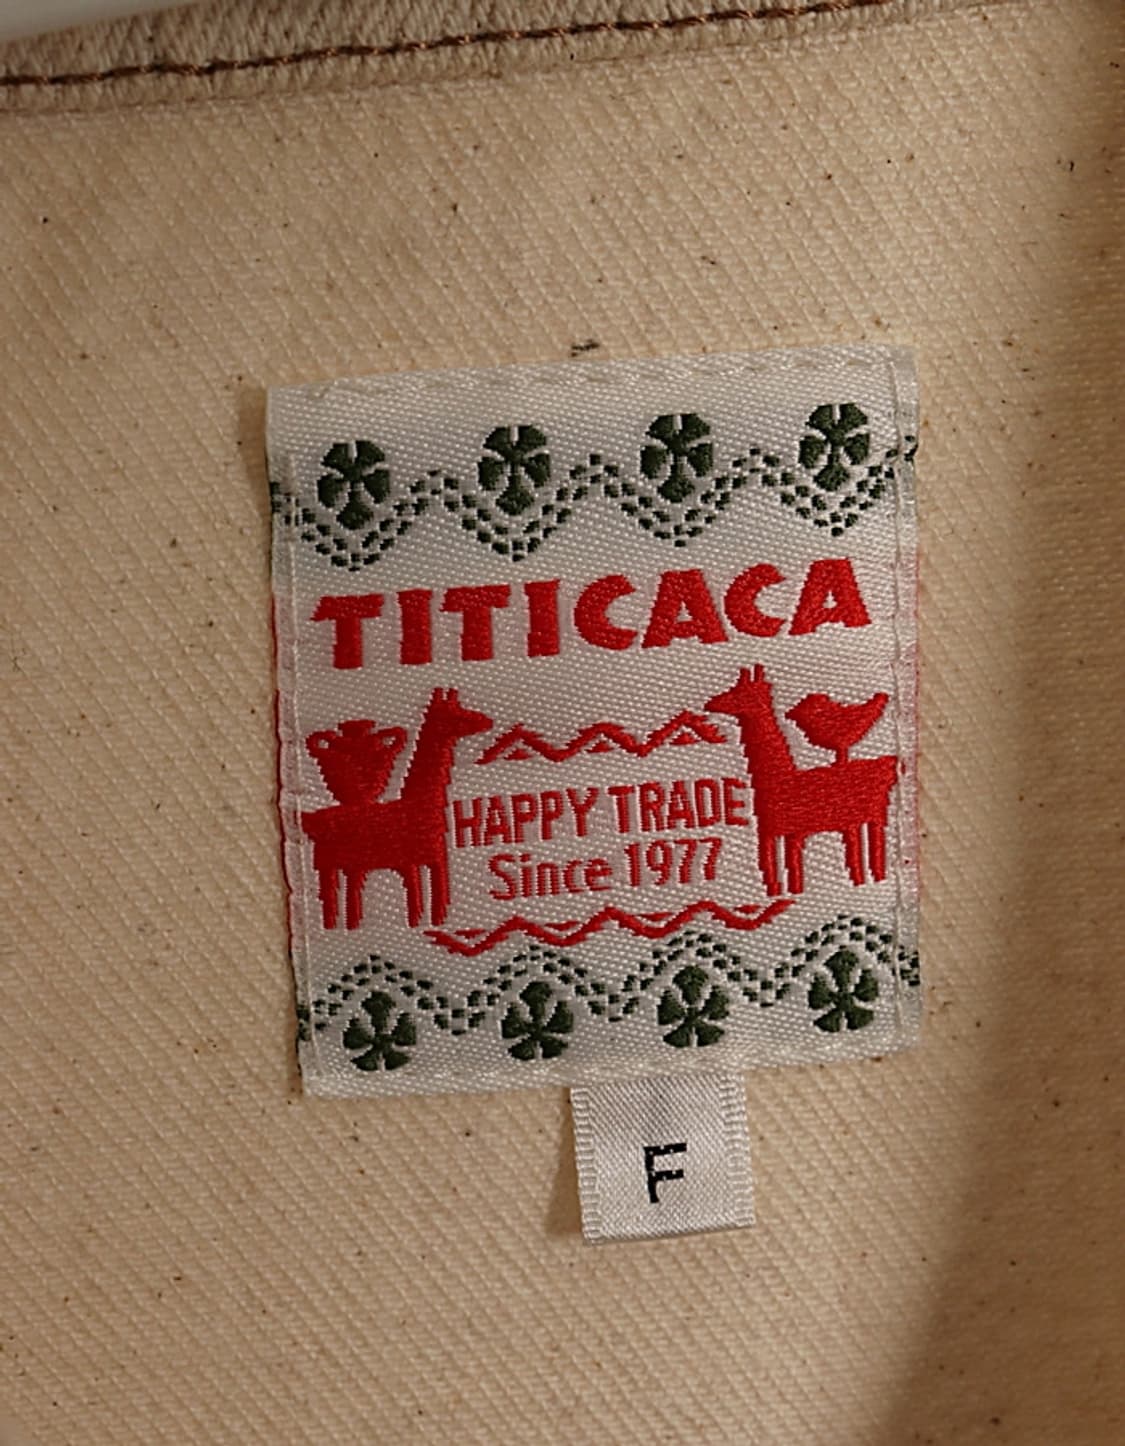 TITICACA
HAPPY TRADE
Since 1977
F